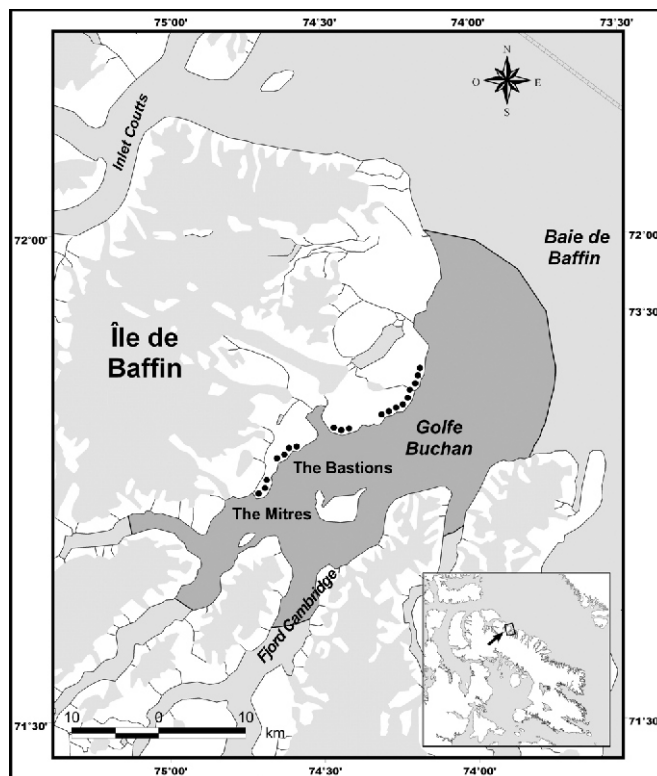 75°00' 74°30' 74°00' 73°30'
N
O E
S
Inlet Coutts
72°00' 72°00'
Baie de
Baffin
73°30'
Île de
Baffin
Golfe
Buchan
The Bastions
The Mitres
Fjord Cambridge
71°30' 71°30'
10 0 10
km
75°00' 74°30' 74°00'